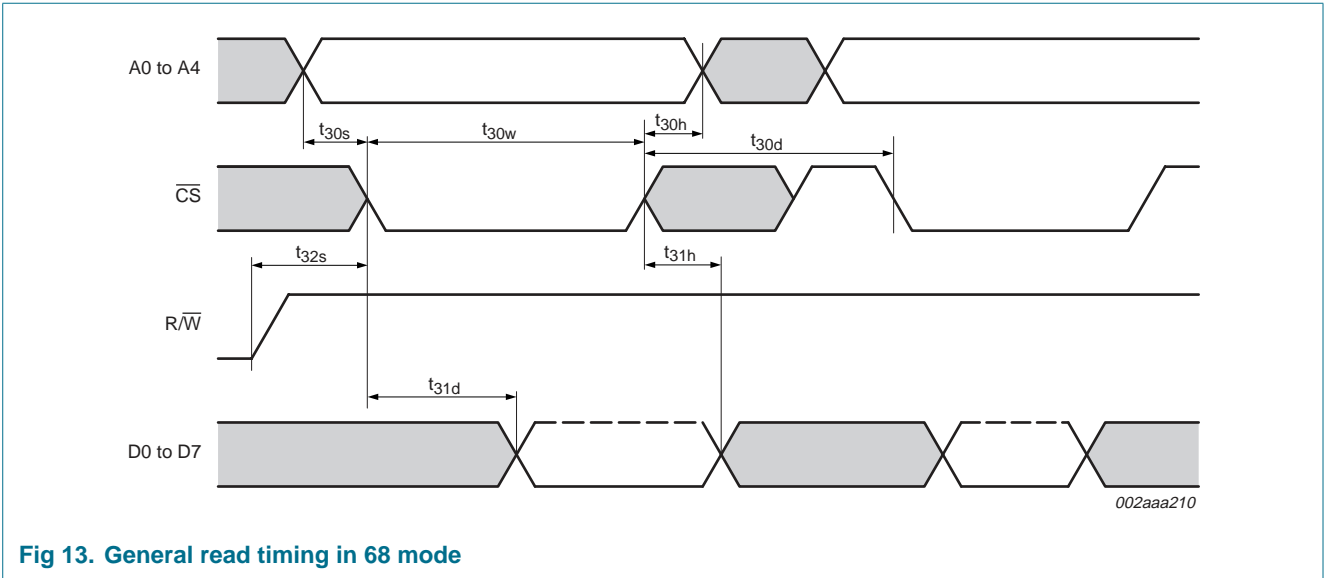 A0 to A4
t30s
t30w
t30h
t30d
CS
t32s
t31h
R/W
t31d
D0 to D7
002aaa210
Fig 13. General read timing in 68 mode